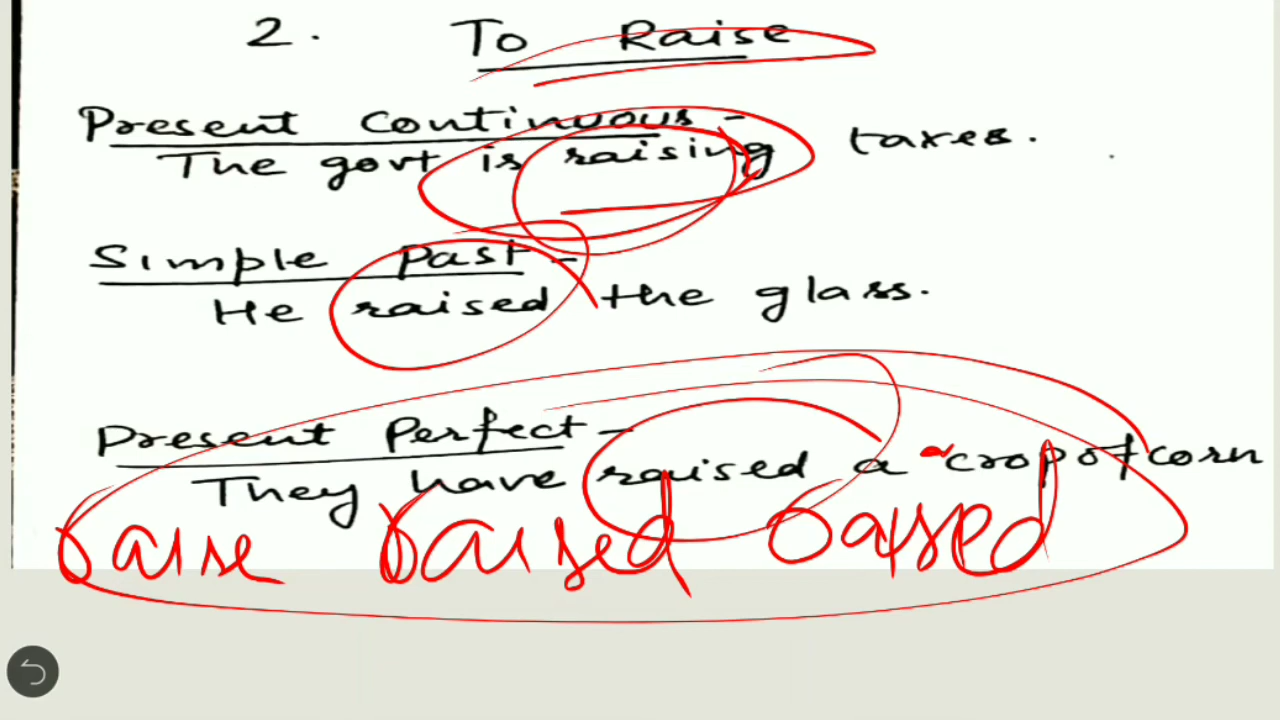 2. To Raise
Present Continuous -
The govt is raising taxes.
Simple Past -
He raised the glass.
Present Perfect -
They have raised a crop of corn
raise raised raised